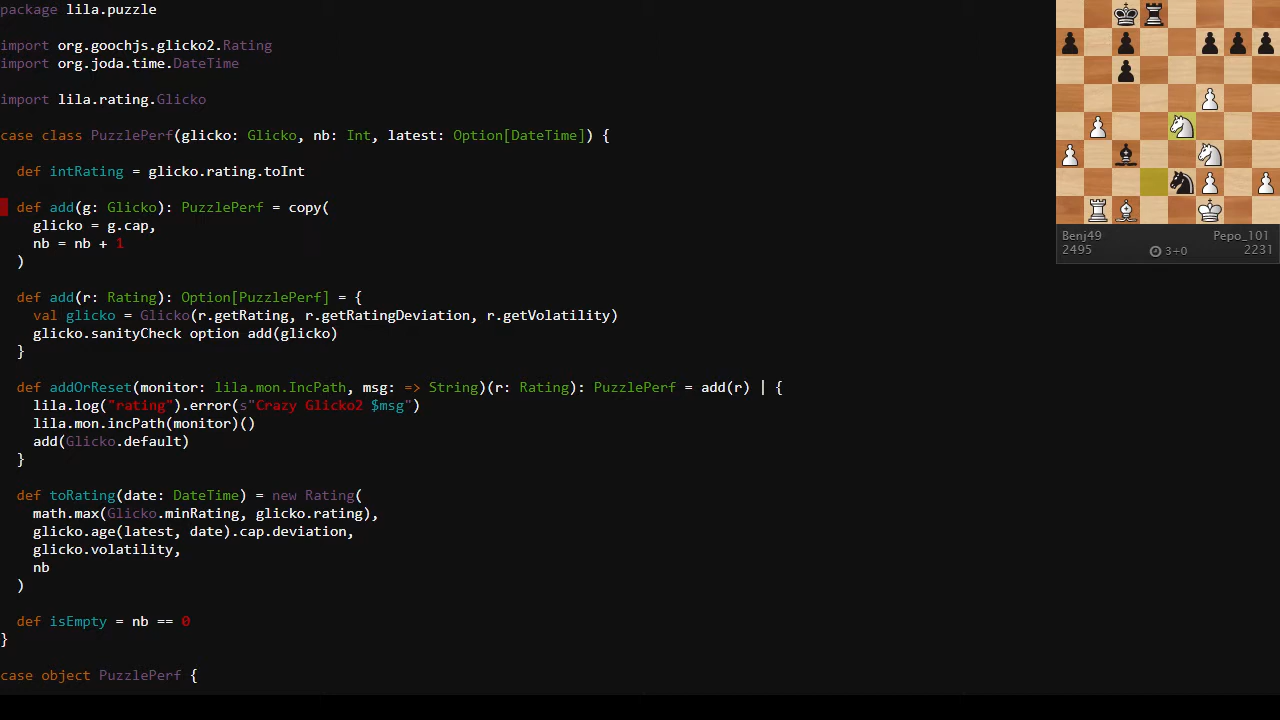 package lila.puzzle
import org.goochjs.glicko2.Rating
import org.joda.time.DateTime
import lila.rating.Glicko
case class PuzzlePerf(glicko: Glicko, nb: Int, latest: Option[DateTime]) {
def intRating = glicko.rating.toInt
def add(g: Glicko): PuzzlePerf = copy(
glicko = g.cap,
nb = nb + 1
)
def add(r: Rating): Option[PuzzlePerf] = {
val glicko = Glicko(r.getRating, r.getRatingDeviation, r.getVolatility)
glicko.sanityCheck option add(glicko)
}
def addOrReset(monitor: lila.mon.IncPath, msg: => String)(r: Rating): PuzzlePerf = add(r) | {
lila.log("rating").error(s"Crazy Glicko2 $msg")
lila.mon.incPath(monitor)()
add(Glicko.default)
}
def toRating(date: DateTime) = new Rating(
math.max(Glicko.minRating, glicko.rating),
glicko.age(latest, date).cap.deviation,
glicko.volatility,
nb
)
def isEmpty = nb == 0
}
case object PuzzlePerf {
Benj49 Pepo_101
2495 3+0 2231